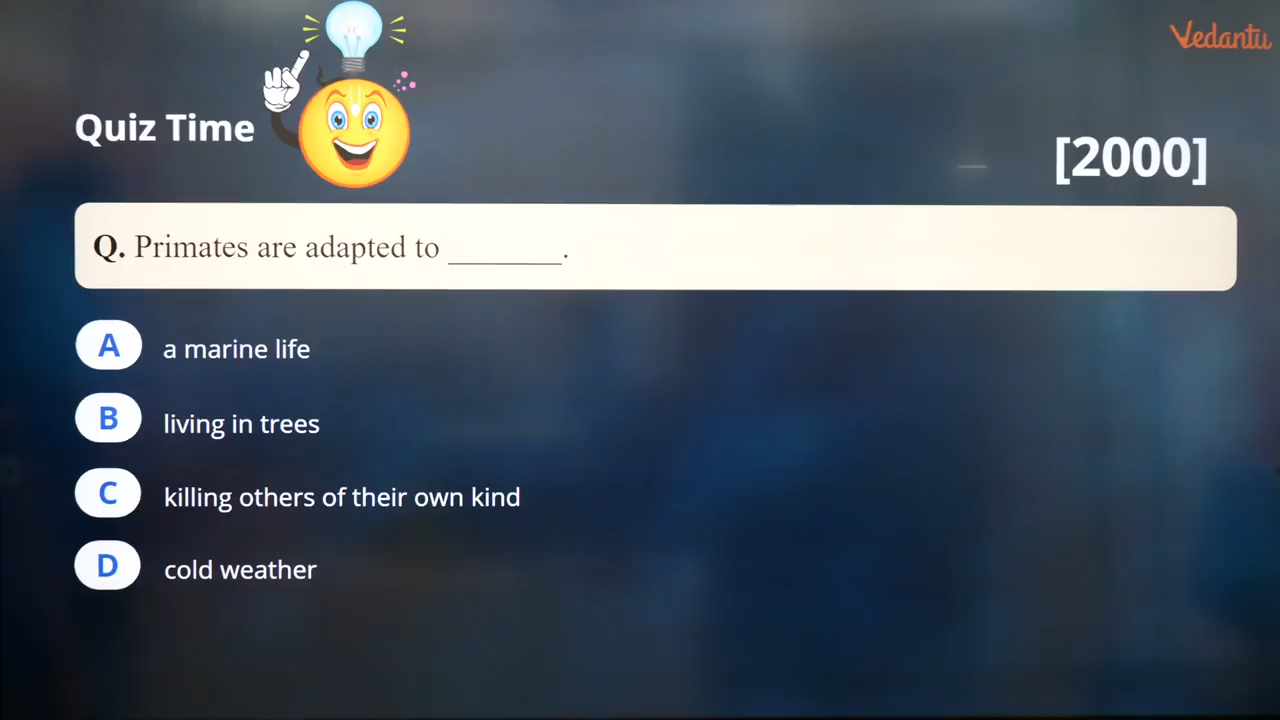 Vedantu
Quiz Time
[2000]
Q. Primates are adapted to ________.
A a marine life
B living in trees
C killing others of their own kind
D cold weather